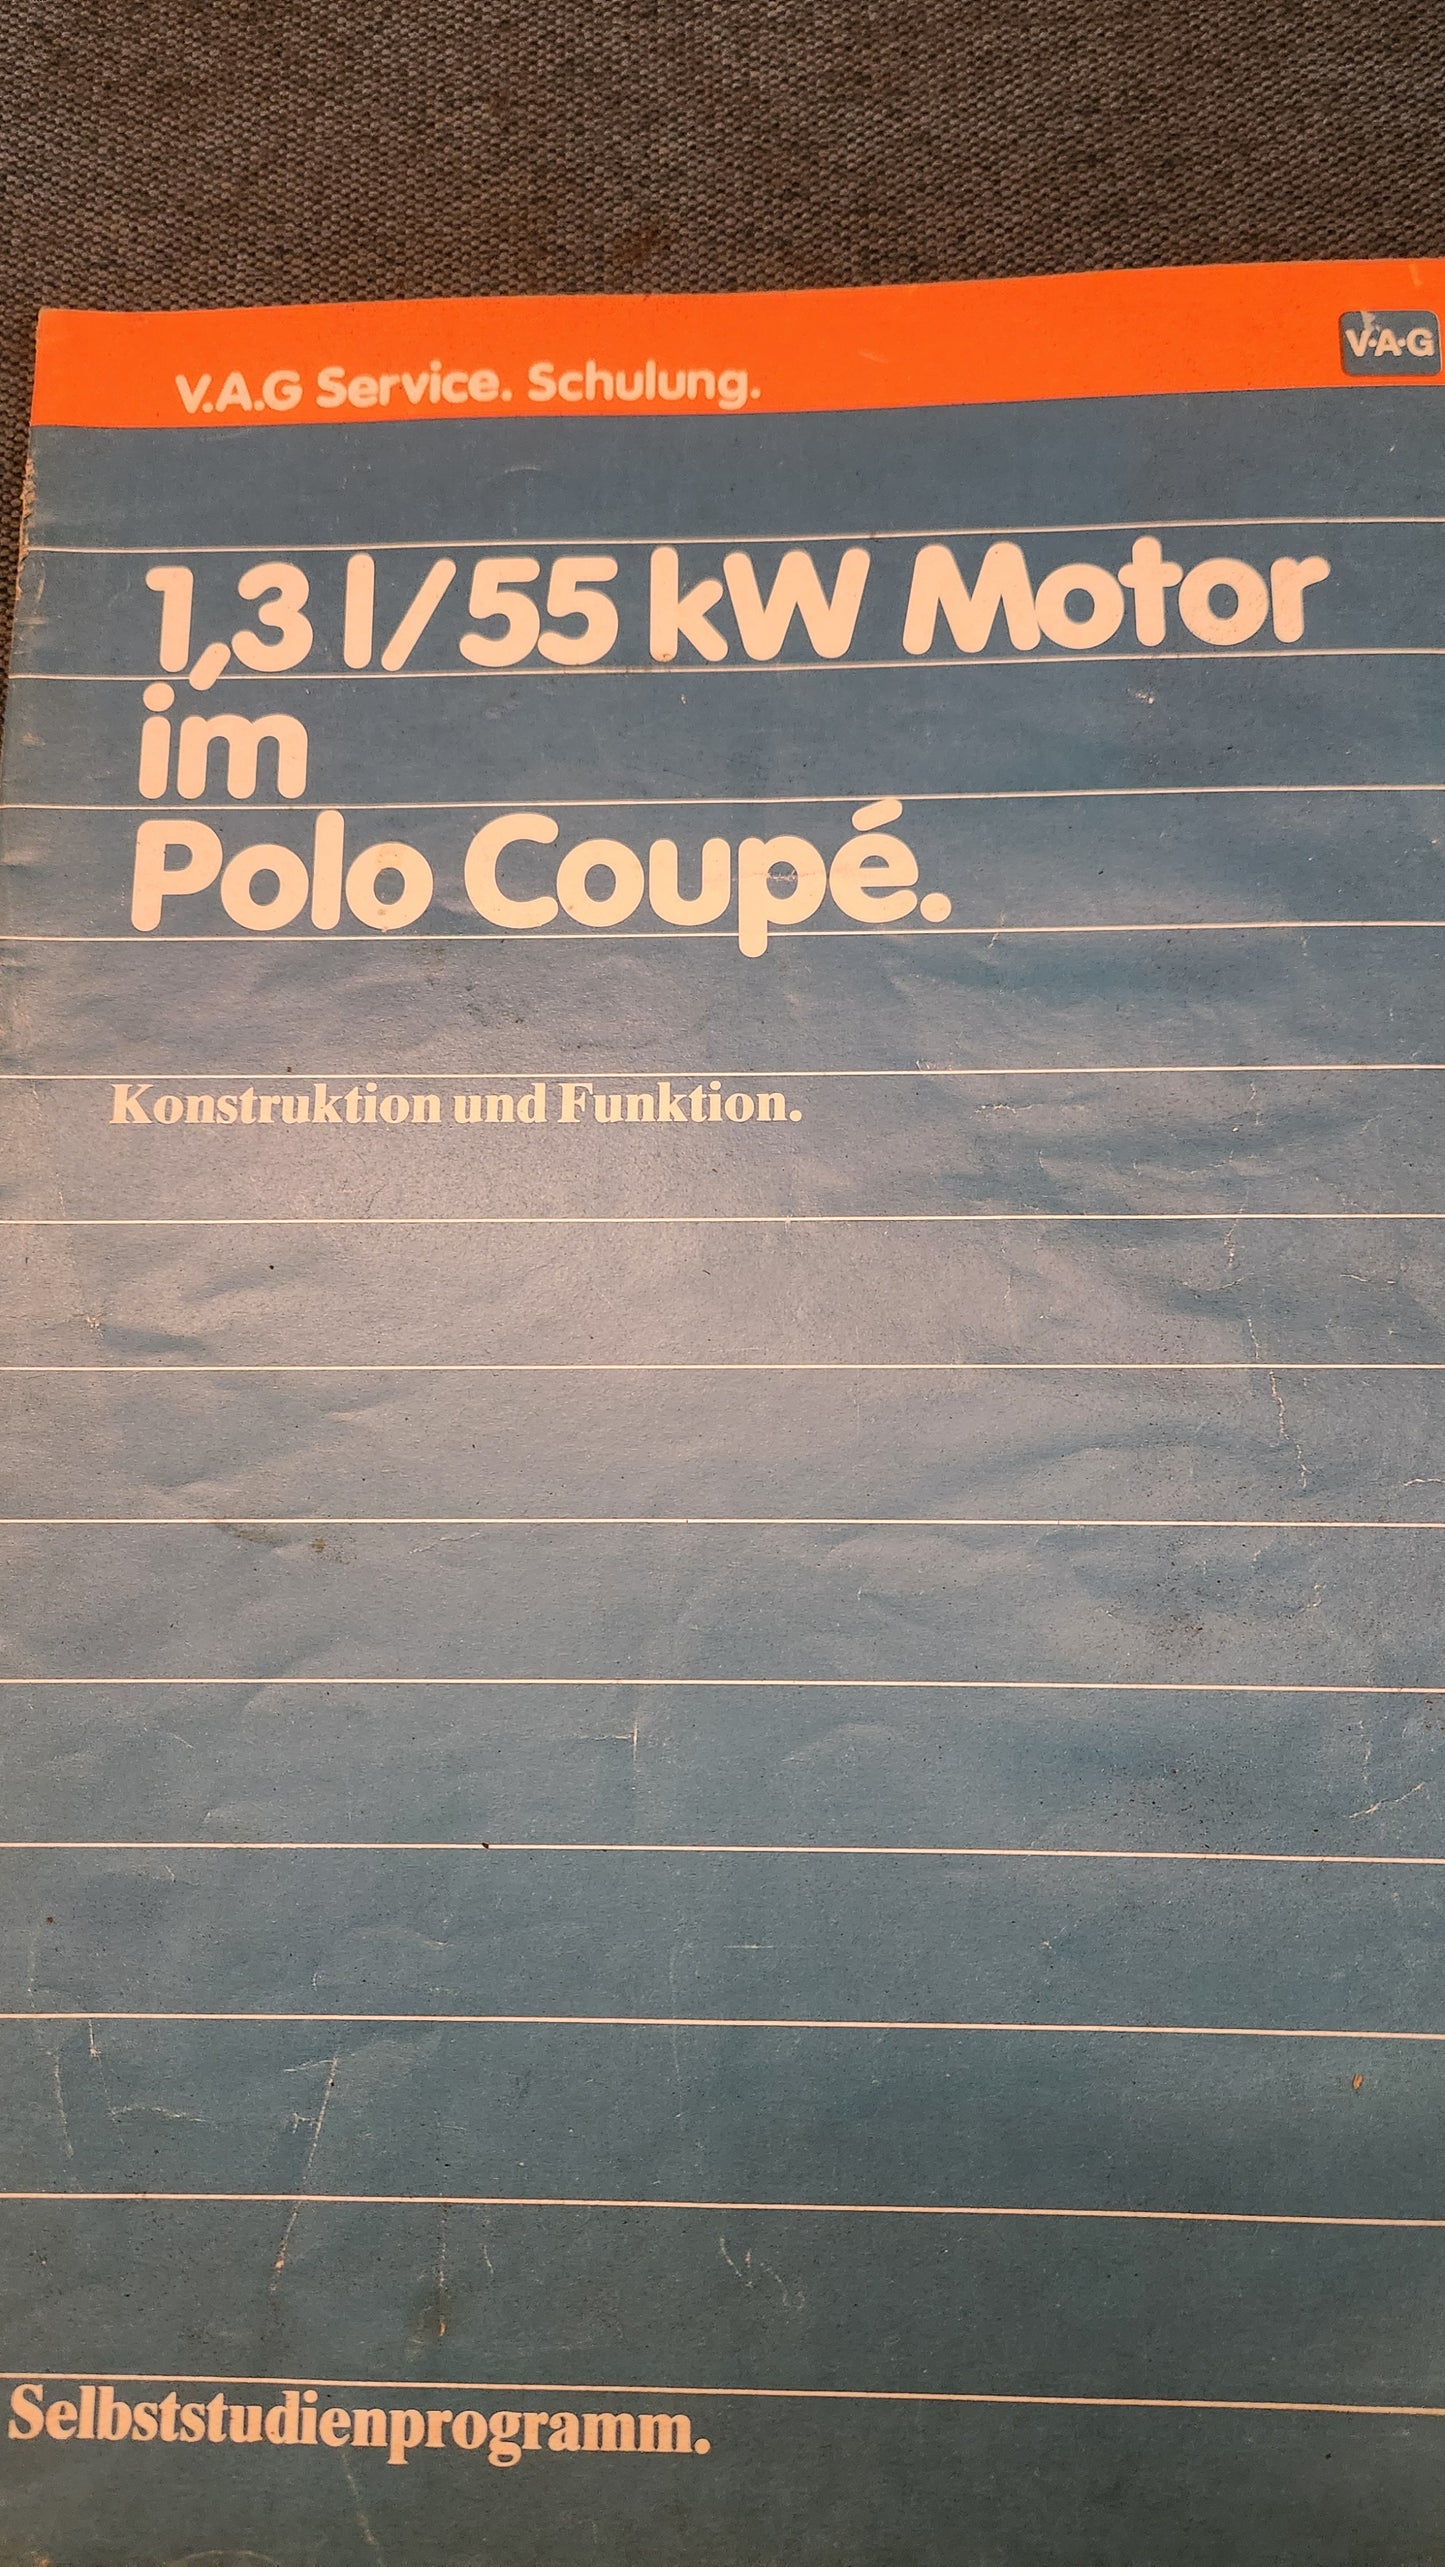 V.A.G Service. Schulung.
V·A·G
1,3 l/55 kW Motor
im
Polo Coupé.
Konstruktion und Funktion.
Selbststudienprogramm.